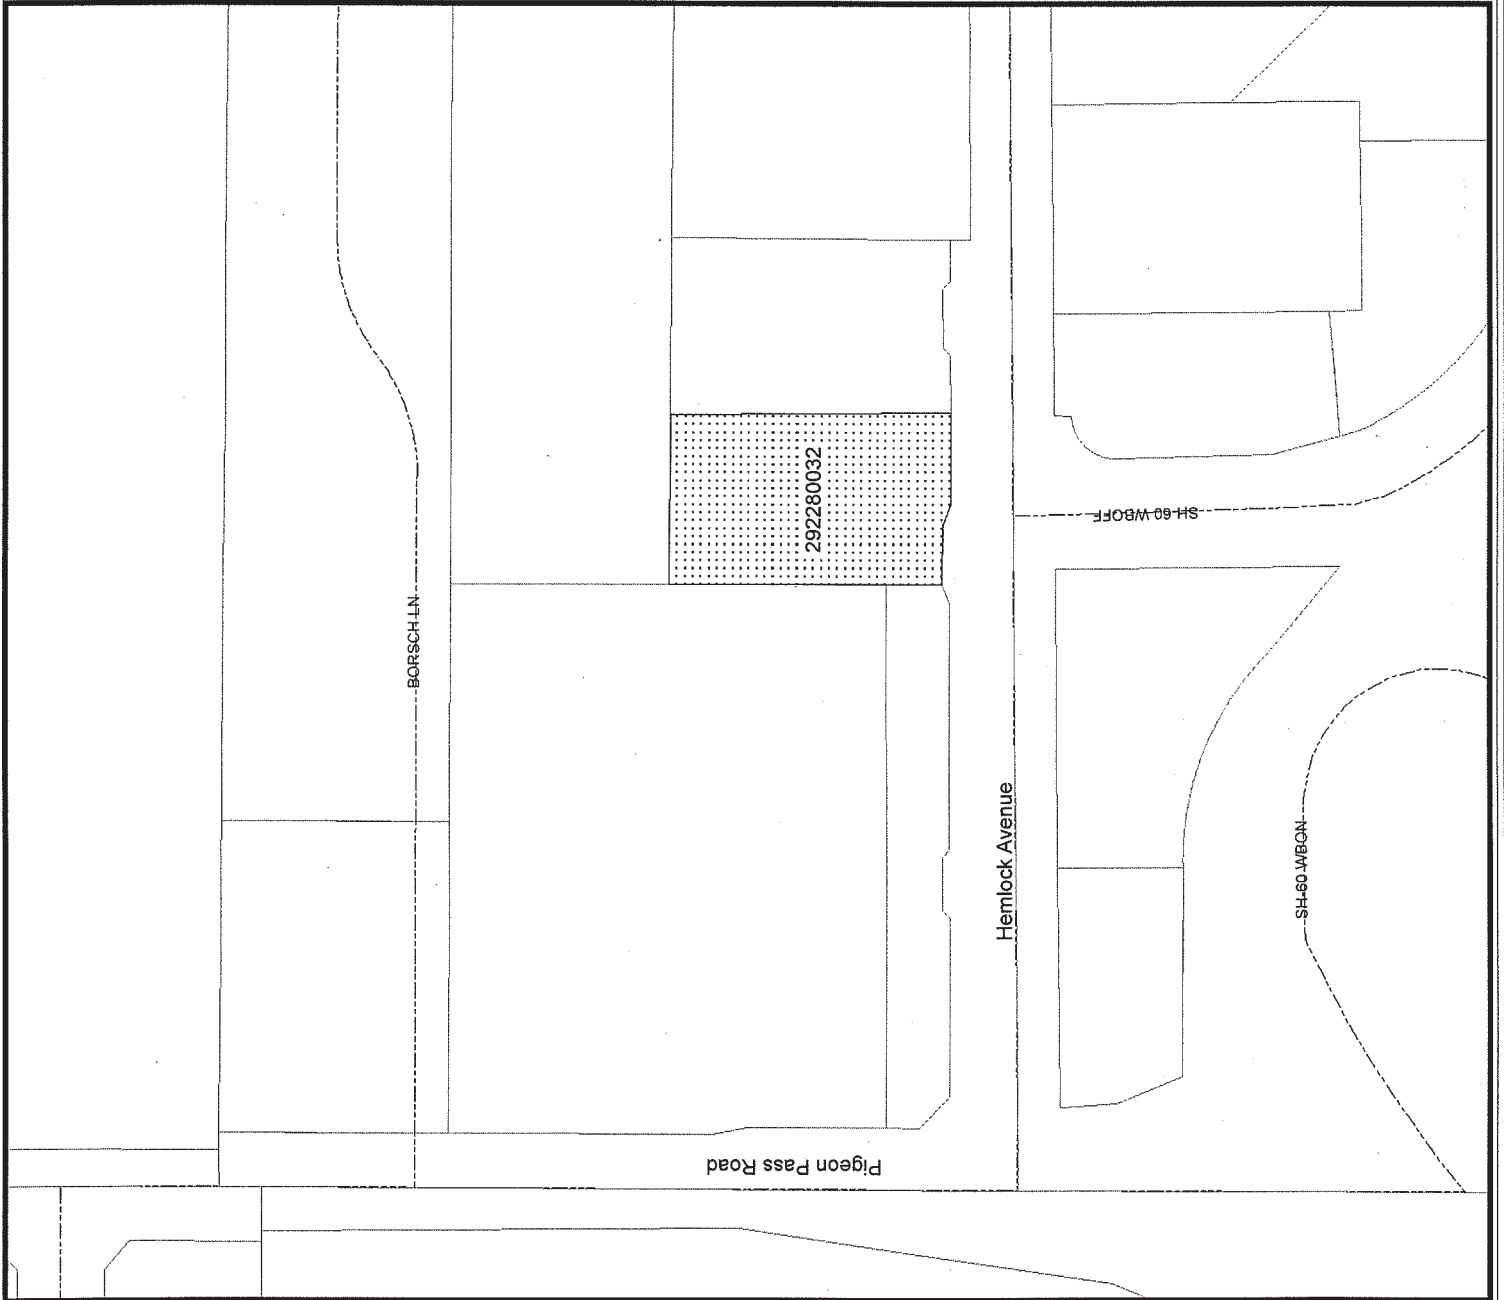 292280032
BORSCH LN
SH-60 WBOFF
Hemlock Avenue
SH-60 WBON
Pigeon Pass Road